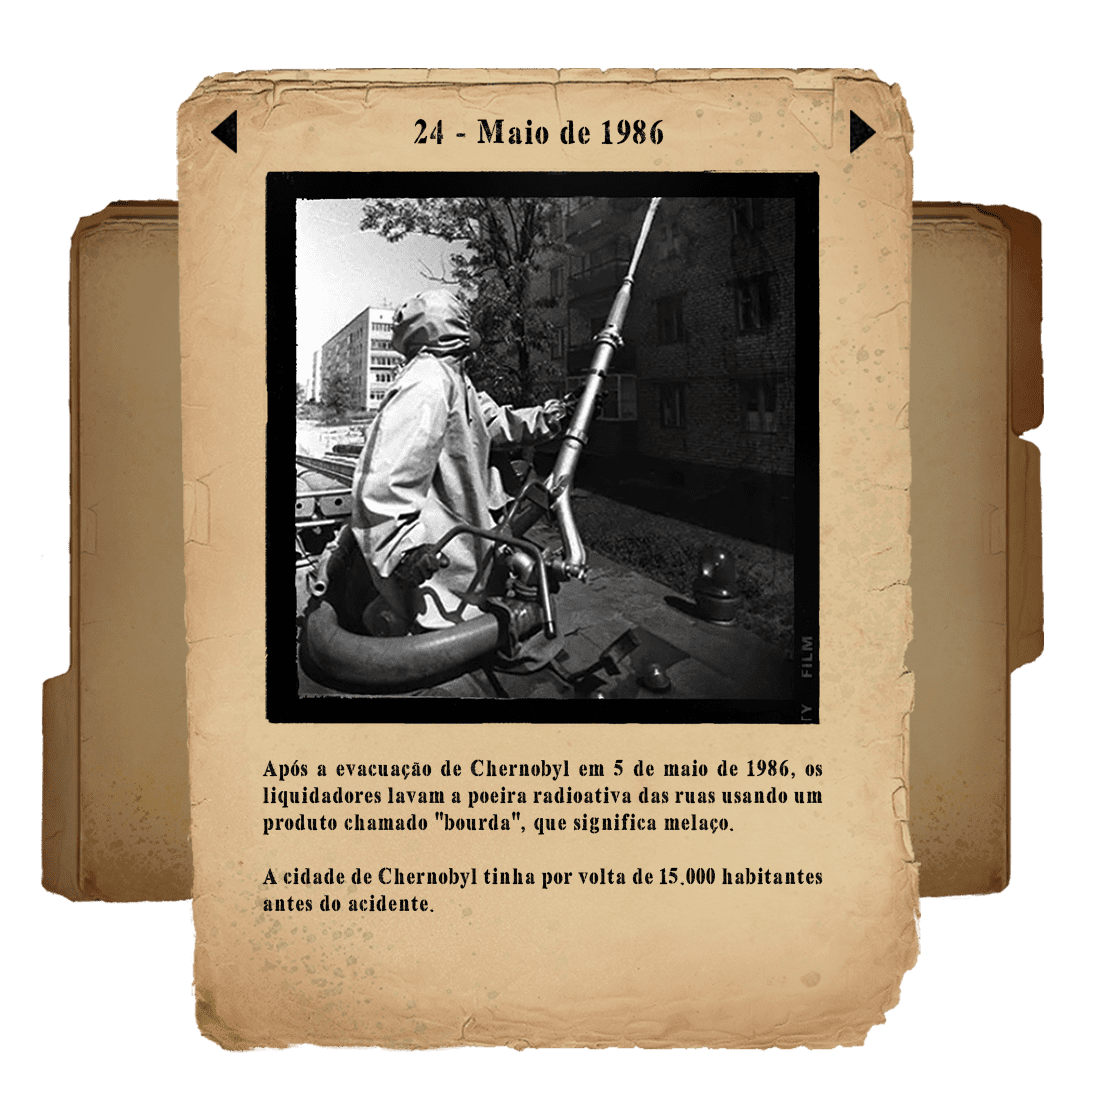 24 - Maio de 1986
TY FILM
Após a evacuação de Chernobyl em 5 de maio de 1986, os
liquidadores lavam a poeira radioativa das ruas usando um
produto chamado "bourda", que significa melaço.
A cidade de Chernobyl tinha por volta de 15.000 habitantes
antes do acidente.